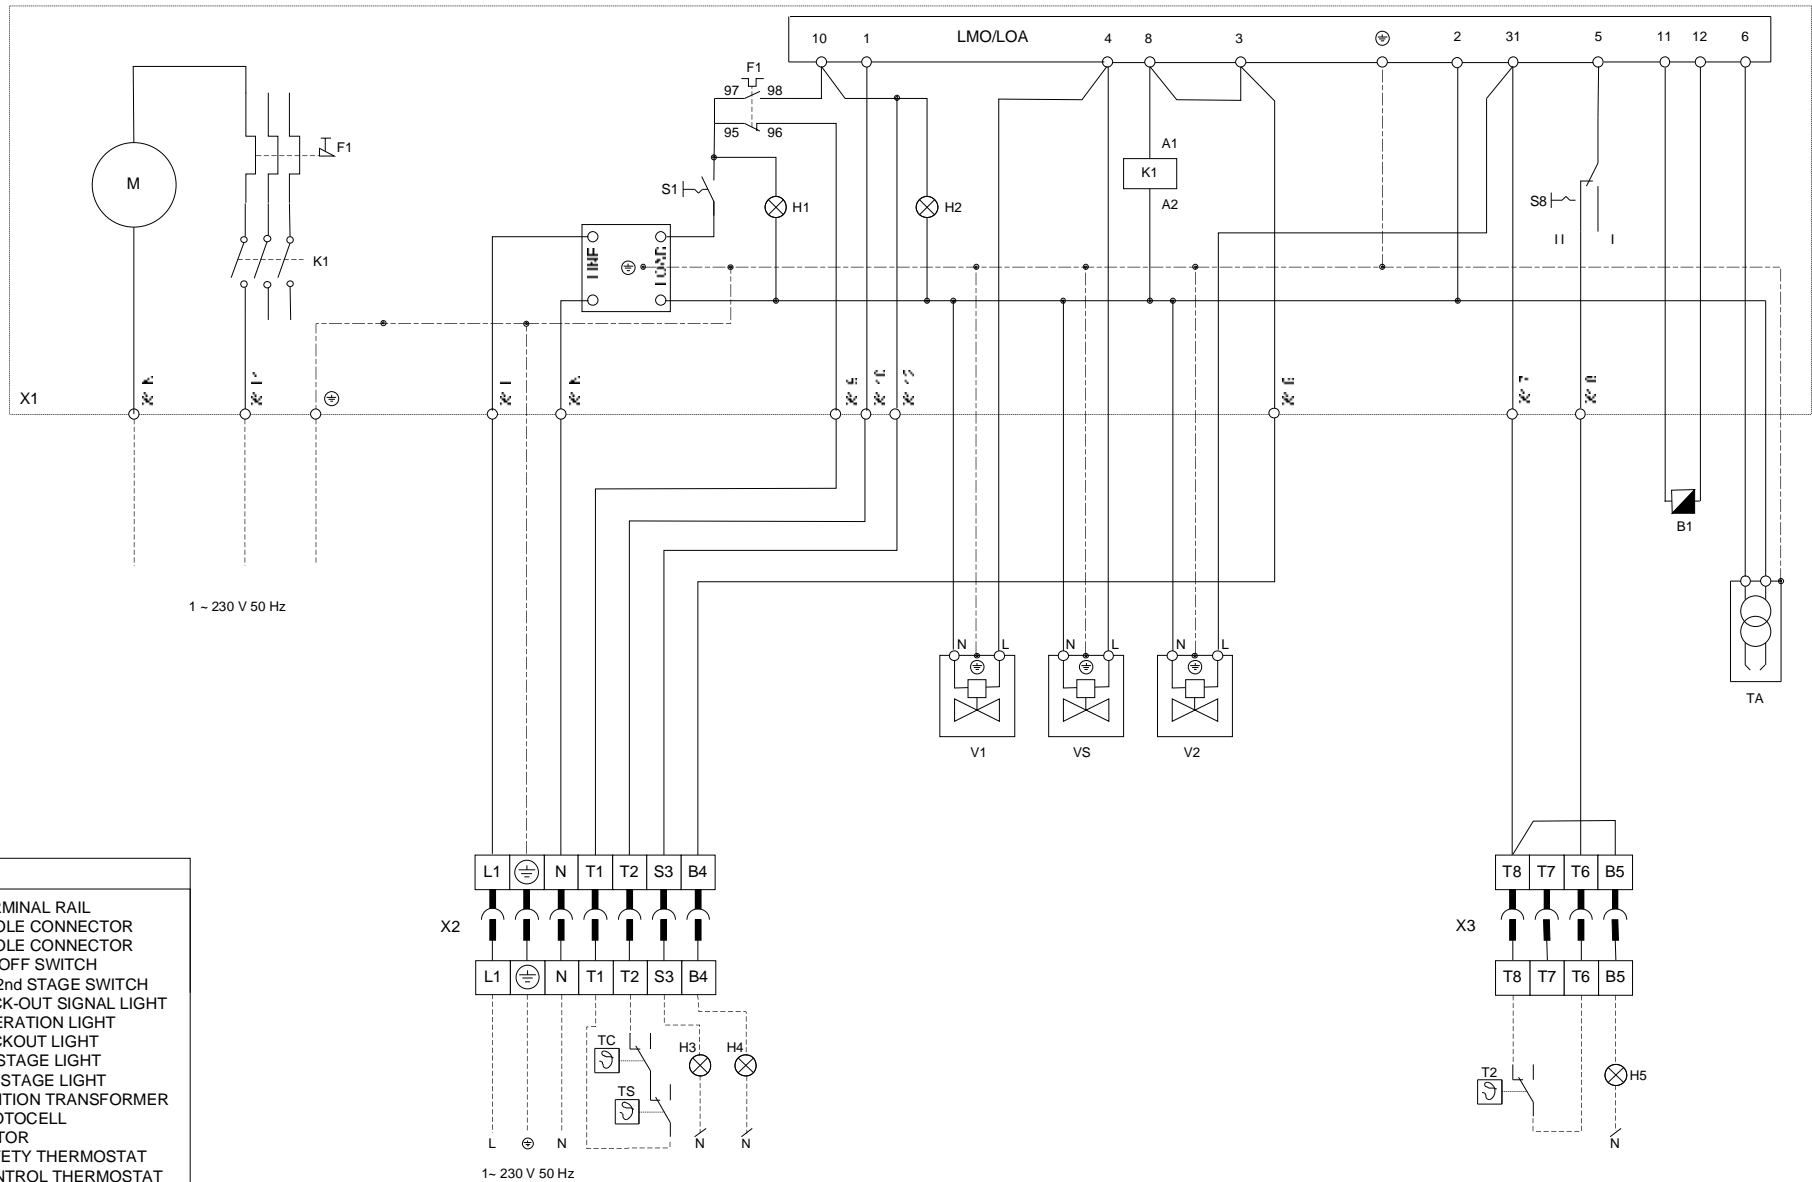 10 1 LMO/LOA 4 8 3 2 31 5 11 12 6
F1
97 98
95 96
F1
M
S1
H1
H2
A1
K1
A2
S8
II I
K1
X1
B1
1 ~ 230 V 50 Hz
N L N L N L
TA
V1 VS V2
L1 N T1 T2 S3 B4
T8 T7 T6 B5
X2
X3
L1 N T1 T2 S3 B4
T8 T7 T6 B5
TC H3 H4
T2 H5
TS
L N N N N
1~ 230 V 50 Hz
RMINAL RAIL
OLE CONNECTOR
OLE CONNECTOR
OFF SWITCH
2nd STAGE SWITCH
CK-OUT SIGNAL LIGHT
ERATION LIGHT
CKOUT LIGHT
STAGE LIGHT
STAGE LIGHT
ITION TRANSFORMER
OTOCELL
TOR
FETY THERMOSTAT
NTROL THERMOSTAT